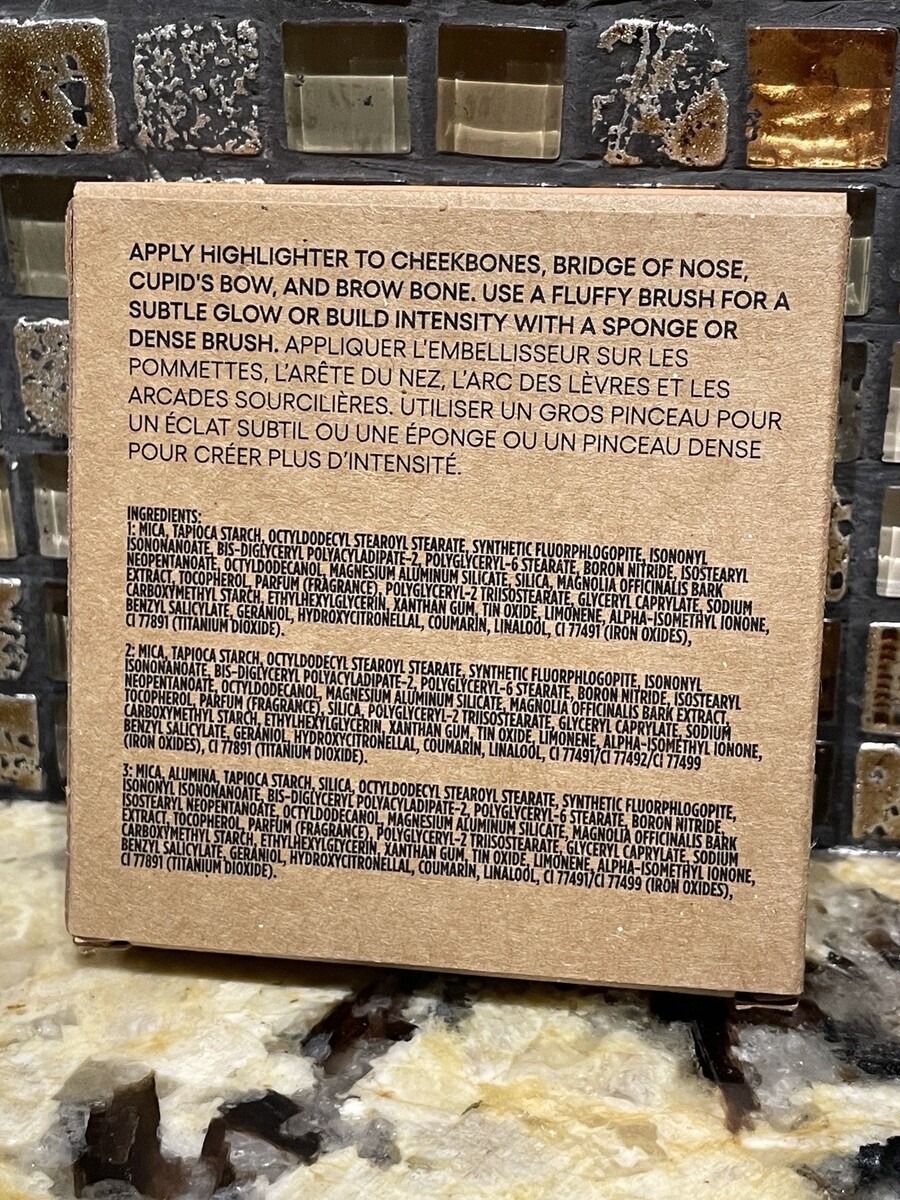 APPLY HIGHLIGHTER TO CHEEKBONES, BRIDGE OF NOSE,
CUPID'S BOW, AND BROW BONE. USE A FLUFFY BRUSH FOR A
SUBTLE GLOW OR BUILD INTENSITY WITH A SPONGE OR
DENSE BRUSH. APPLIQUER L'EMBELLISSEUR SUR LES
POMMETTES, L'ARÊTE DU NEZ, L'ARC DES LÈVRES ET LES
ARCADES SOURCILIÈRES. UTILISER UN GROS PINCEAU POUR
UN ÉCLAT SUBTIL OU UNE ÉPONGE OU UN PINCEAU DENSE
POUR CRÉER PLUS D'INTENSITÉ.
INGREDIENTS:
1: MICA, TAPIOCA STARCH, OCTYLDODECYL STEAROYL STEARATE, SYNTHETIC FLUORPHLOGOPITE, ISONONYL
ISONONANOATE, BIS-DIGLYCERYL POLYACYLADIPATE-2, POLYGLYCERYL-6 STEARATE, BORON NITRIDE, ISOSTEARYL
NEOPENTANOATE, OCTYLDODECANOL, MAGNESIUM ALUMINUM SILICATE, SILICA, MAGNOLIA OFFICINALIS BARK
EXTRACT, TOCOPHEROL, PARFUM (FRAGRANCE), POLYGLYCERYL-2 TRIISOSTEARATE, GLYCERYL CAPRYLATE, SODIUM
CARBOXYMETHYL STARCH, ETHYLHEXYLGLYCERIN, XANTHAN GUM, TIN OXIDE, LIMONENE, ALPHA-ISOMETHYL IONONE,
BENZYL SALICYLATE, GERANIOL, HYDROXYCITRONELLAL, COUMARIN, LINALOOL, CI 77491 (IRON OXIDES),
CI 77891 (TITANIUM DIOXIDE).
2: MICA, TAPIOCA STARCH, OCTYLDODECYL STEAROYL STEARATE, SYNTHETIC FLUORPHLOGOPITE, ISONONYL
ISONONANOATE, BIS-DIGLYCERYL POLYACYLADIPATE-2, POLYGLYCERYL-6 STEARATE, BORON NITRIDE, ISOSTEARYL
NEOPENTANOATE, OCTYLDODECANOL, MAGNESIUM ALUMINUM SILICATE, MAGNOLIA OFFICINALIS BARK EXTRACT,
TOCOPHEROL, PARFUM (FRAGRANCE), SILICA, POLYGLYCERYL-2 TRIISOSTEARATE, GLYCERYL CAPRYLATE, SODIUM
CARBOXYMETHYL STARCH, ETHYLHEXYLGLYCERIN, XANTHAN GUM, TIN OXIDE, LIMONENE, ALPHA-ISOMETHYL IONONE,
BENZYL SALICYLATE, GERANIOL, HYDROXYCITRONELLAL, COUMARIN, LINALOOL, CI 77491/CI 77492/CI 77499
(IRON OXIDES), CI 77891 (TITANIUM DIOXIDE).
3: MICA, ALUMINA, TAPIOCA STARCH, SILICA, OCTYLDODECYL STEAROYL STEARATE, SYNTHETIC FLUORPHLOGOPITE,
ISONONYL ISONONANOATE, BIS-DIGLYCERYL POLYACYLADIPATE-2, POLYGLYCERYL-6 STEARATE, BORON NITRIDE,
ISOSTEARYL NEOPENTANOATE, OCTYLDODECANOL, MAGNESIUM ALUMINUM SILICATE, MAGNOLIA OFFICINALIS BARK
EXTRACT, TOCOPHEROL, PARFUM (FRAGRANCE), POLYGLYCERYL-2 TRIISOSTEARATE, GLYCERYL CAPRYLATE, SODIUM
CARBOXYMETHYL STARCH, ETHYLHEXYLGLYCERIN, XANTHAN GUM, TIN OXIDE, LIMONENE, ALPHA-ISOMETHYL IONONE,
BENZYL SALICYLATE, GERANIOL, HYDROXYCITRONELLAL, COUMARIN, LINALOOL, CI 77491/CI 77499 (IRON OXIDES),
CI 77891 (TITANIUM DIOXIDE).